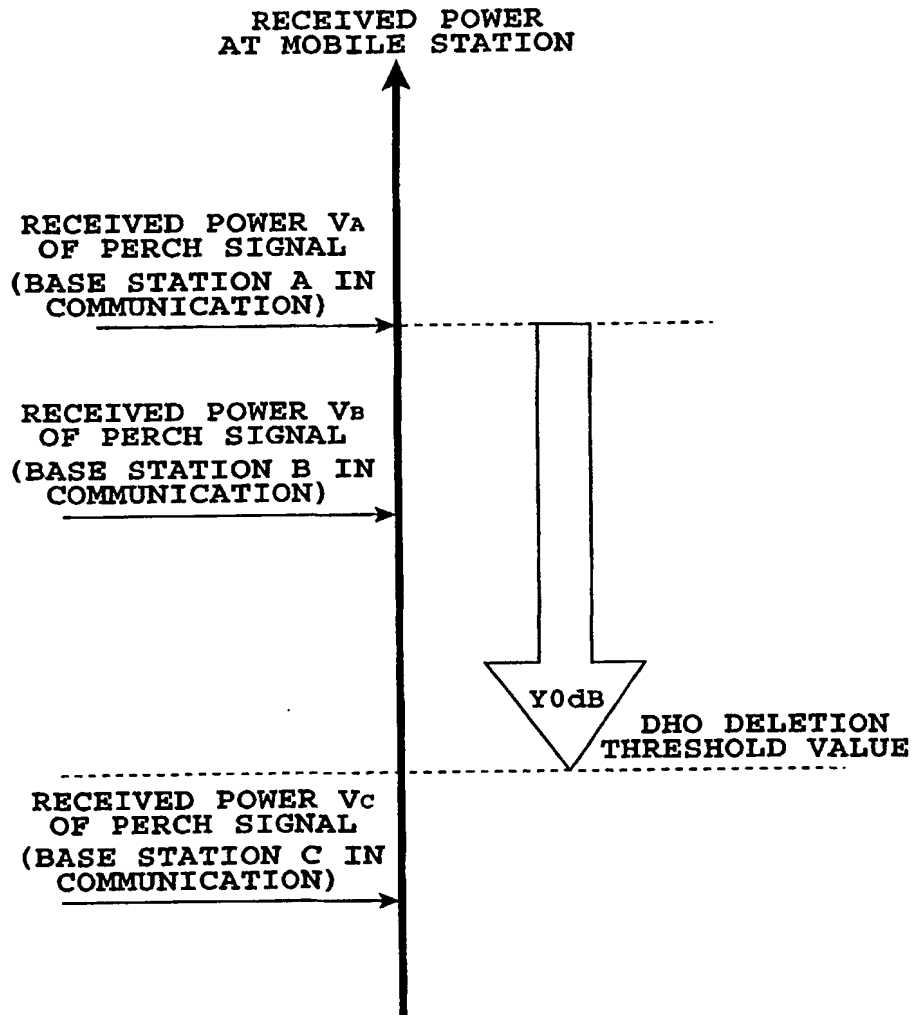 RECEIVED POWER
AT MOBILE STATION
RECEIVED POWER VA
OF PERCH SIGNAL
(BASE STATION A IN
COMMUNICATION)
RECEIVED POWER VB
OF PERCH SIGNAL
(BASE STATION B IN
COMMUNICATION)
Y0dB
DHO DELETION
THRESHOLD VALUE
RECEIVED POWER VC
OF PERCH SIGNAL
(BASE STATION C IN
COMMUNICATION)